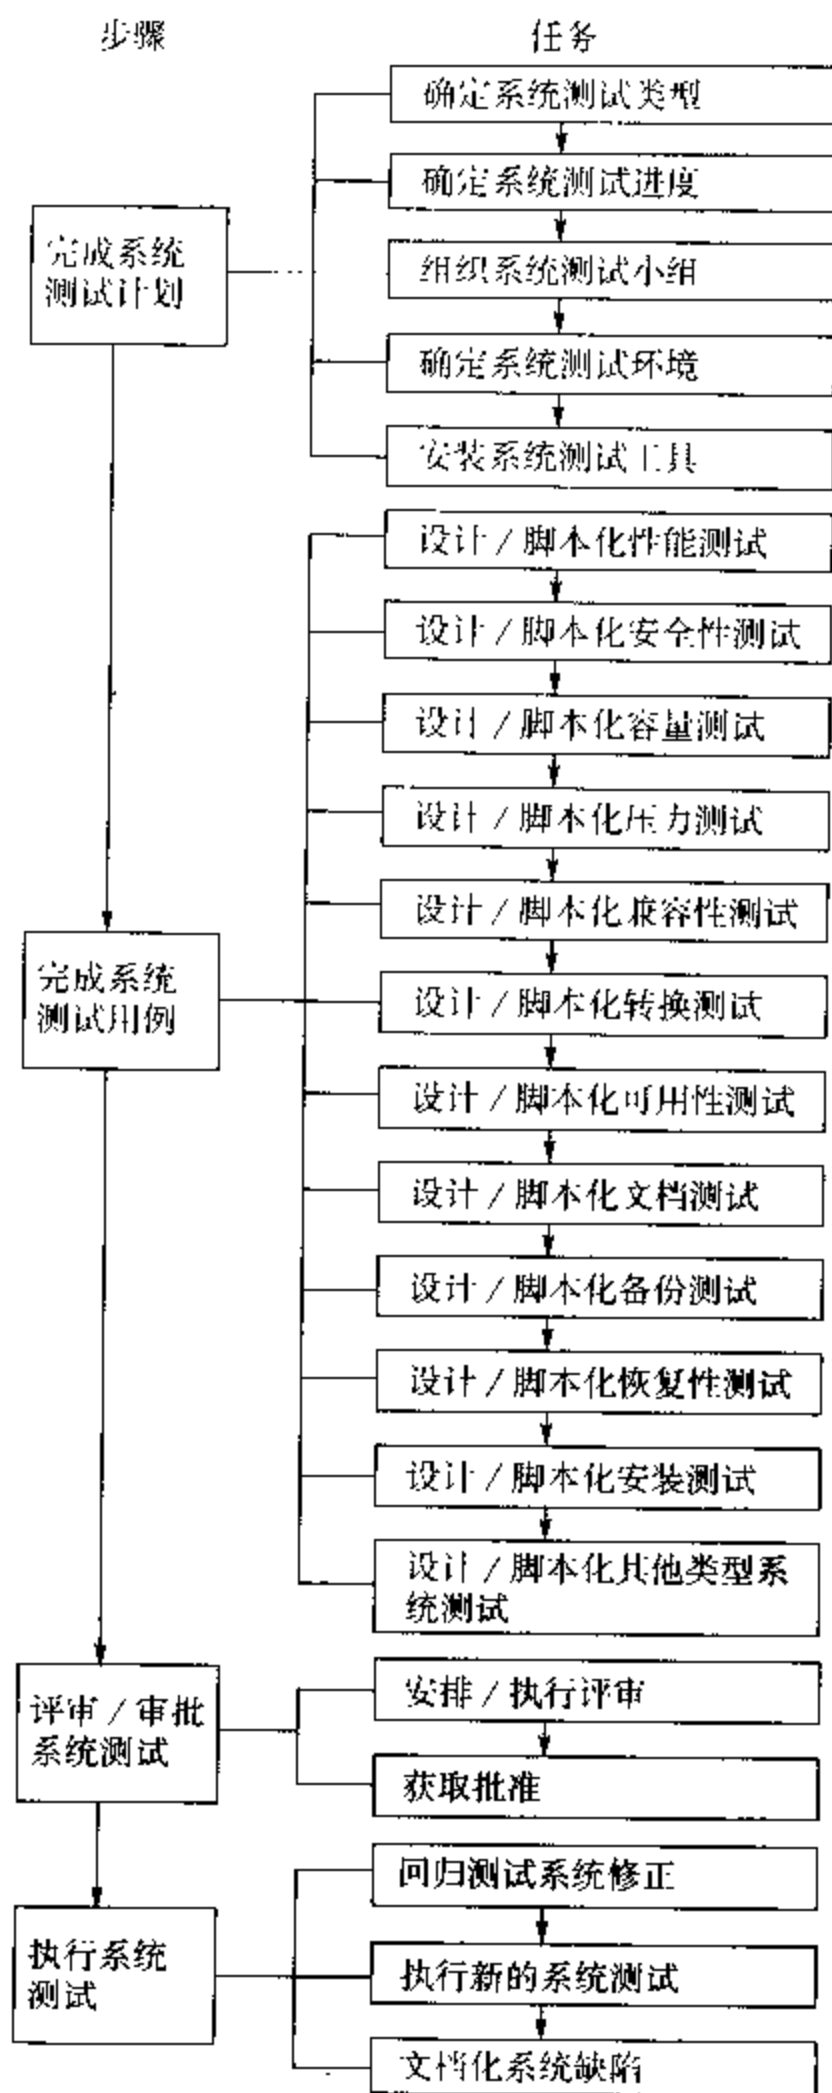 步骤
任务
确定系统测试类型
确定系统测试进度
完成系统
测试计划
组织系统测试小组
确定系统测试环境
安装系统测试工具
设计/脚本化性能测试
设计/脚本化安全性测试
设计/脚本化容量测试
设计/脚本化压力测试
设计/脚本化兼容性测试
完成系统
测试用例
设计/脚本化转换测试
设计/脚本化可用性测试
设计/脚本化文档测试
设计/脚本化备份测试
设计/脚本化恢复性测试
设计/脚本化安装测试
设计/脚本化其他类型系
统测试
评审/审批
系统测试
安排/执行评审
获取批准
回归测试系统修正
执行系统
测试
执行新的系统测试
文档化系统缺陷